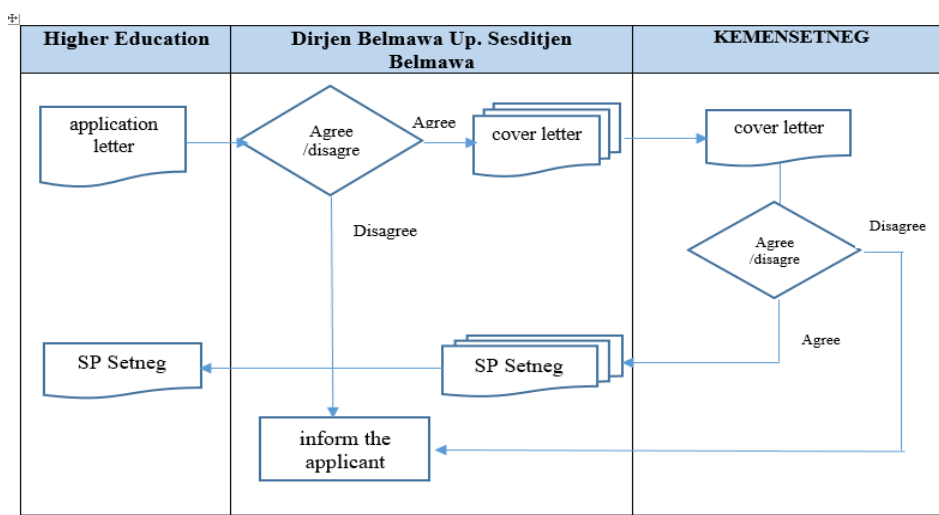 Higher Education
Dirjen Belmawa Up. Sesditjen
Belmawa
KEMENSETNEG
application
letter
Agree
/disagre
Agree
cover letter
cover letter
Disagree
Agree
/disagre
Disagree
Agree
SP Setneg
SP Setneg
inform the
applicant